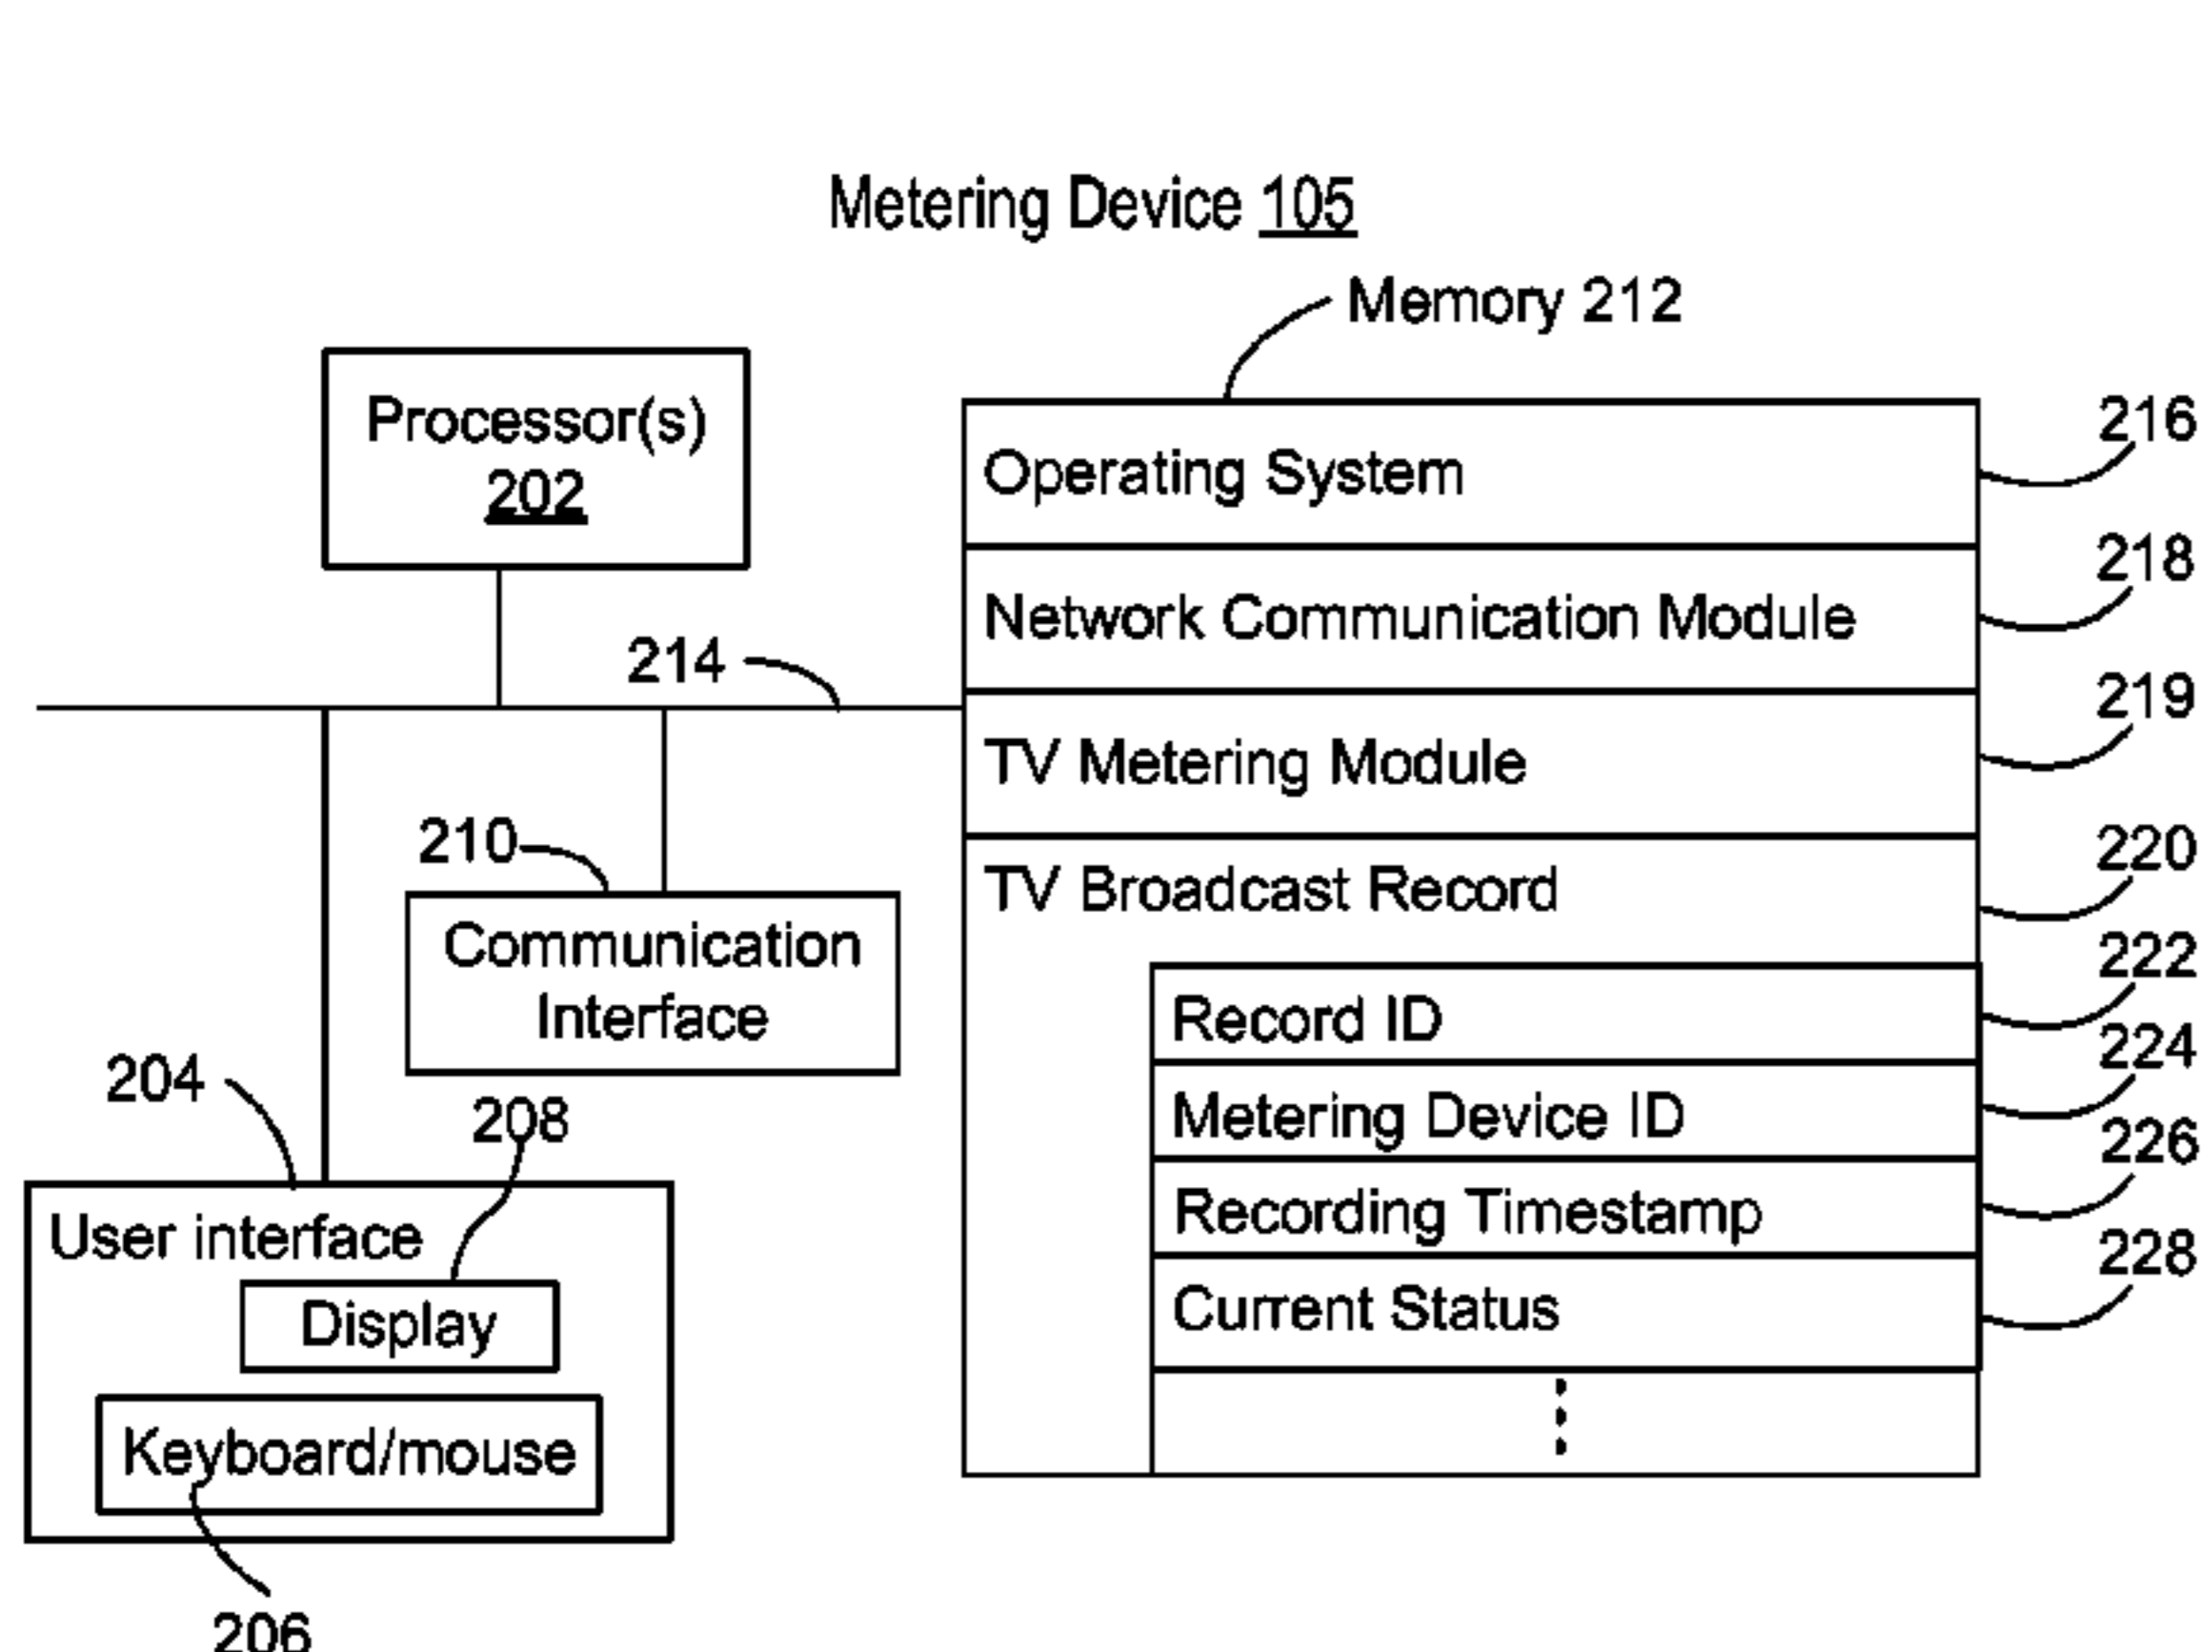 Metering Device 105
Memory 212
Processor(s)
202
Operating System
216
Network Communication Module
218
214
TV Metering Module
219
210
TV Broadcast Record
220
Communication
Interface
Record ID
222
204
208
Metering Device ID
224
User interface
Recording Timestamp
226
Display
Current Status
228
Keyboard/mouse
206